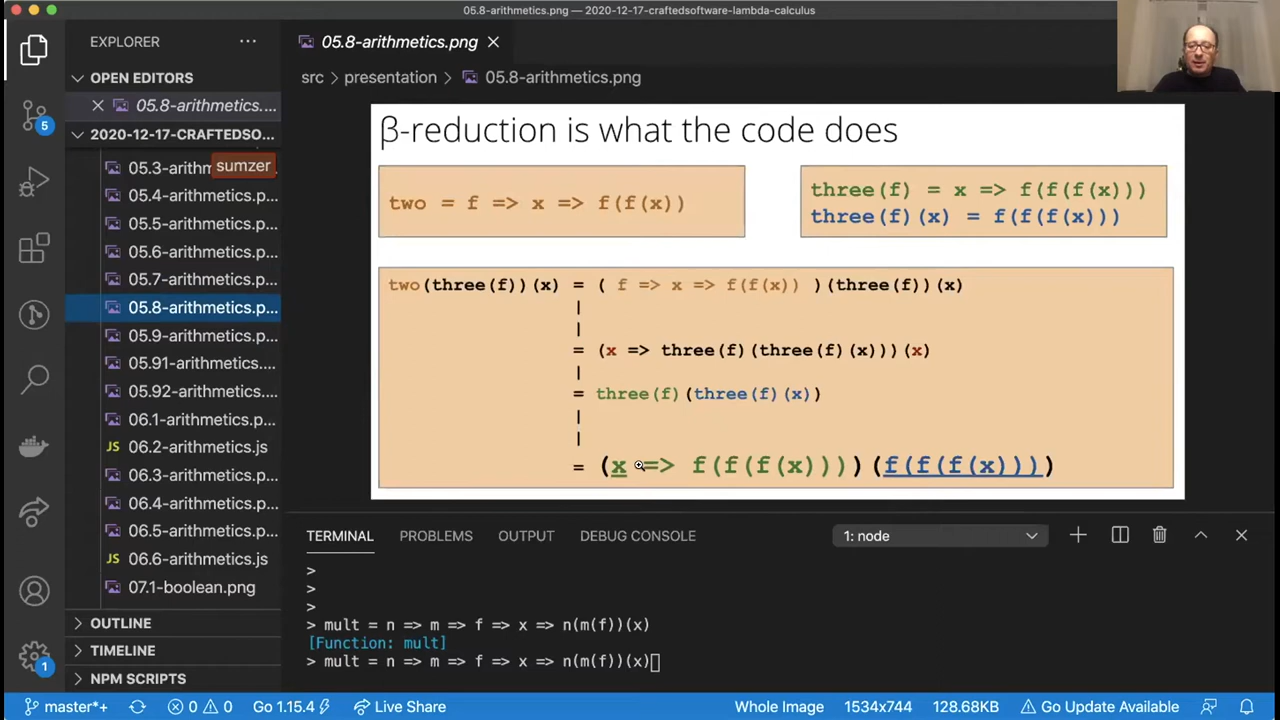 05.8-arithmetics.png — 2020-12-17-craftedsoftware-lambda-calculus
EXPLORER
05.8-arithmetics.png
src > presentation > 05.8-arithmetics.png
OPEN EDITORS
05.8-arithmetics....
2020-12-17-CRAFTEDSO...
05.3-arithm
sumzer
05.4-arithmetics.p...
05.5-arithmetics.p...
05.6-arithmetics.p...
05.7-arithmetics.p...
05.8-arithmetics.p...
05.9-arithmetics.p...
05.91-arithmetics....
05.92-arithmetics....
06.1-arithmetics.p...
JS 06.2-arithmetic.js
06.3-arithmetics.p...
06.4-arithmetics.p...
06.5-arithmetics.p...
JS 06.6-arithmetic.js
07.1-boolean.png
OUTLINE
TIMELINE
NPM SCRIPTS
5
1
β-reduction is what the code does
two = f => x => f(f(x))
three(f) = x => f(f(f(x)))
three(f)(x) = f(f(f(x)))
two(three(f))(x) = ( f => x => f(f(x)) )(three(f))(x)
|
|
= (x => three(f)(three(f)(x)))(x)
|
= three(f)(three(f)(x))
|
|
= (x => f(f(f(x))))(f(f(f(x))))
TERMINAL PROBLEMS OUTPUT DEBUG CONSOLE 1: node
>
>
>
> mult = n => m => f => x => n(m(f))(x)
[Function: mult]
> mult = n => m => f => x => n(m(f))(x)
master*+ 0 0 Go 1.15.4 Live Share Whole Image 1534x744 128.68KB Go Update Available